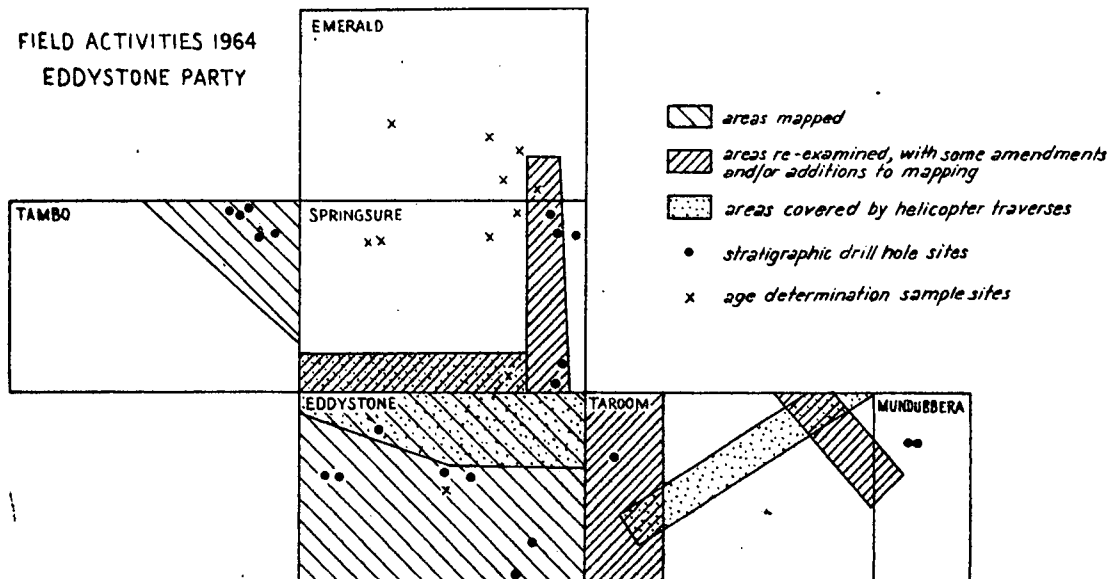 FIELD ACTIVITIES 1964
EDDYSTONE PARTY
EMERALD
areas mapped
areas re-examined, with some amendments
and/or additions to mapping
areas covered by helicopter traverses
stratigraphic drill hole sites
age determination sample sites
TAMBO
SPRINGSURE
EDDYSTONE
TAROOM
MUNDUBBERA